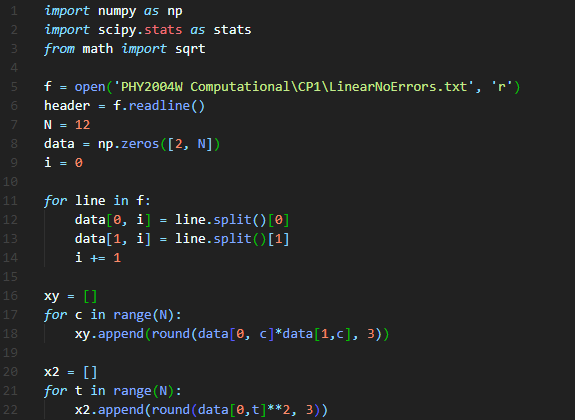 1 import numpy as np
2 import scipy.stats as stats
3 from math import sqrt
4
5 f = open('PHY2004W Computational\CP1\LinearNoErrors.txt', 'r')
6 header = f.readline()
7 N = 12
8 data = np.zeros([2, N])
9 i = 0
10
11 for line in f:
12     data[0, i] = line.split()[0]
13     data[1, i] = line.split()[1]
14     i += 1
15
16 xy = []
17 for c in range(N):
18     xy.append(round(data[0, c]*data[1,c], 3))
19
20 x2 = []
21 for t in range(N):
22     x2.append(round(data[0,t]**2, 3))